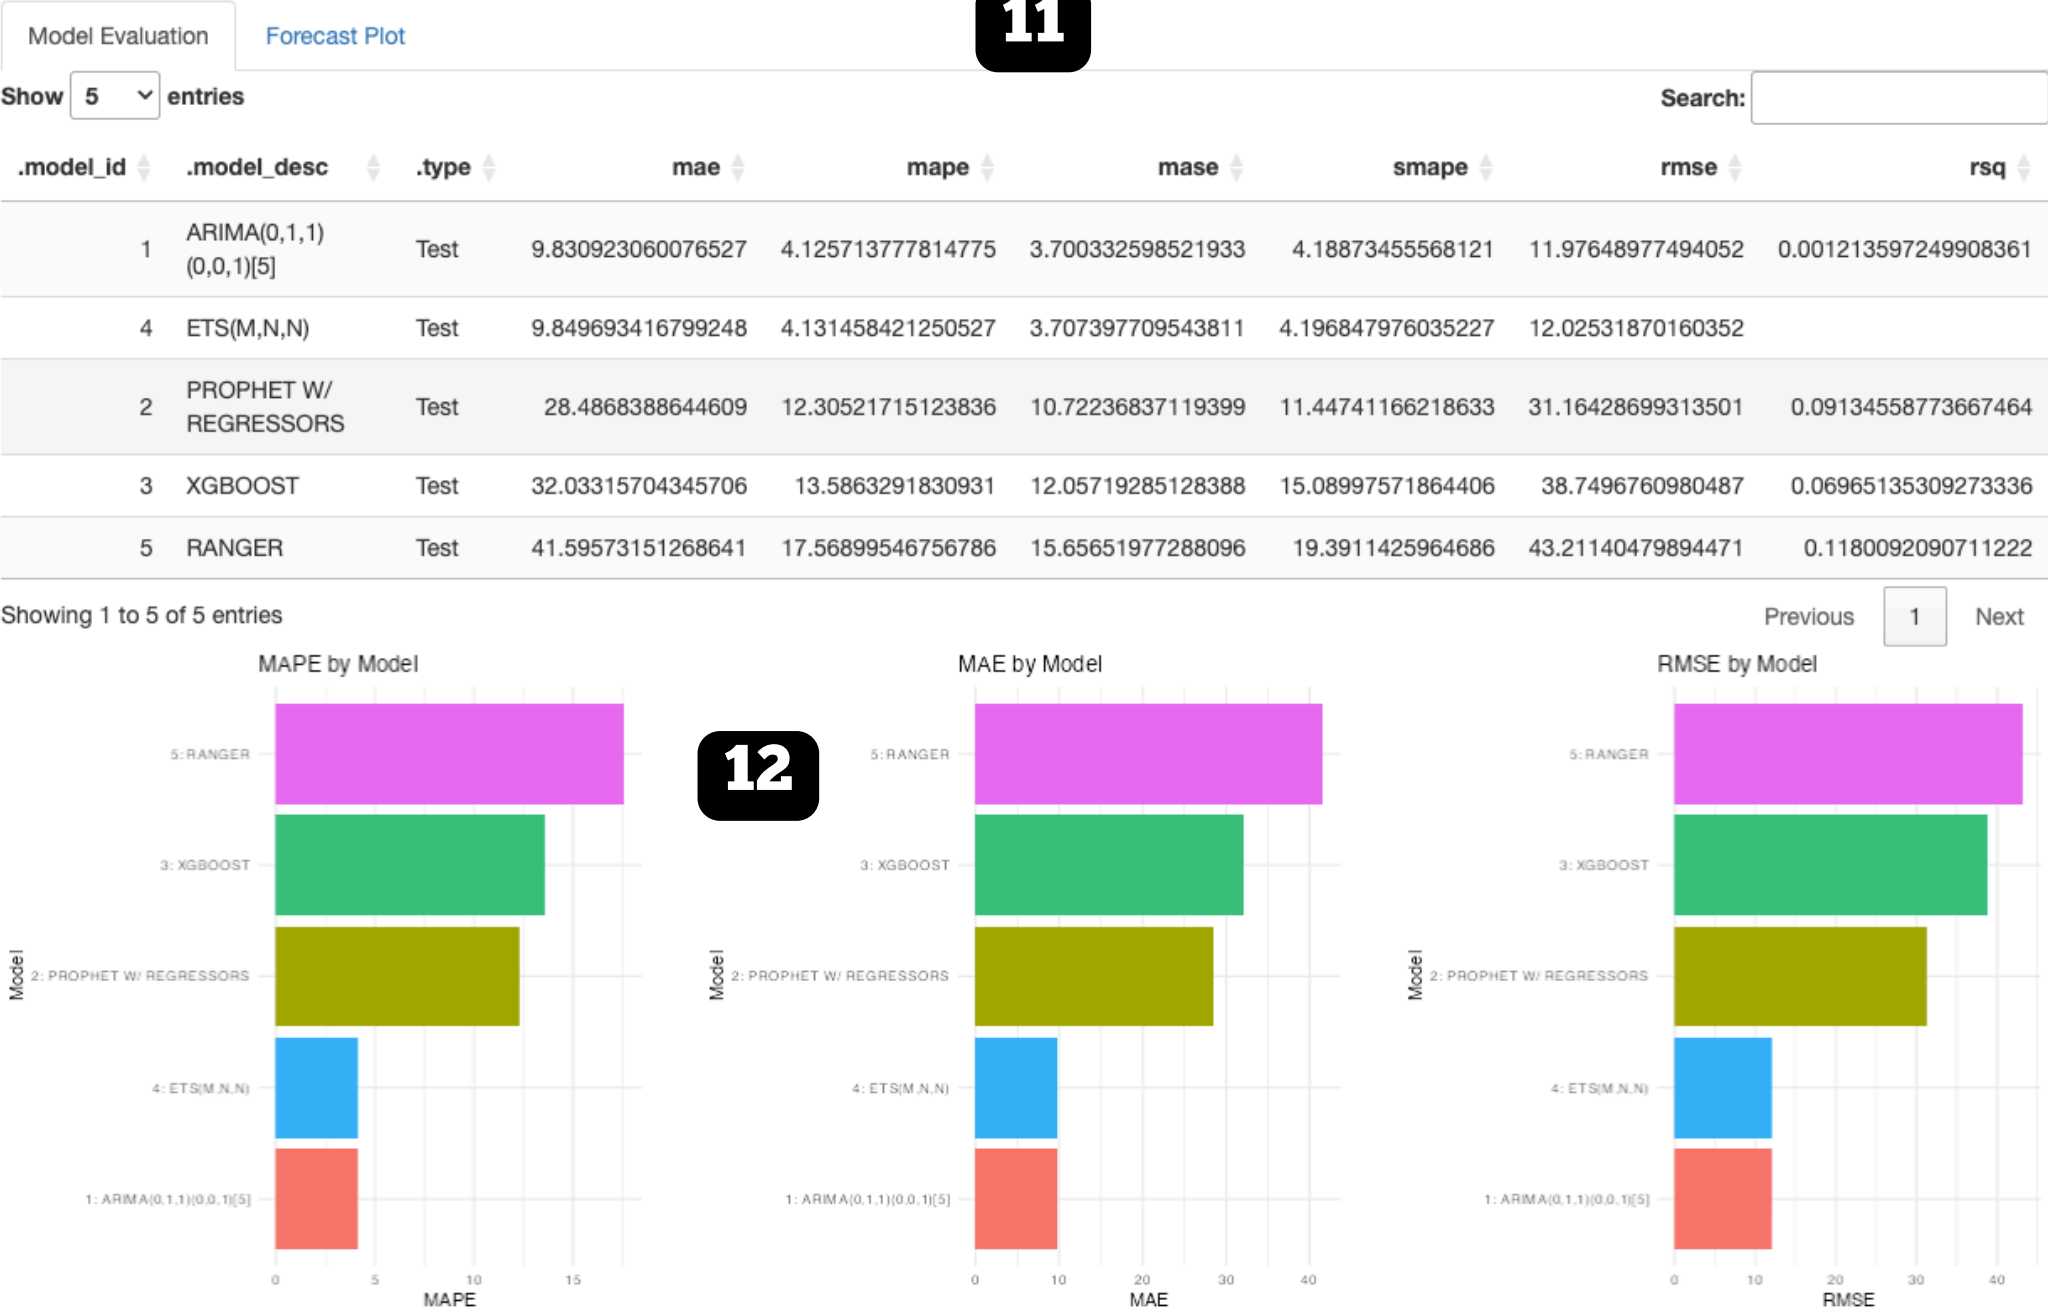 11
Model Evaluation Forecast Plot
Show 5 entries Search:
.model_id .model_desc .type mae mape mase smape rmse rsq
1 ARIMA(0,1,1)(0,0,1)[5] Test 9.830923060076527 4.125713777814775 3.700332598521933 4.18873455568121 11.97648977494052 0.001213597249908361
4 ETS(M,N,N) Test 9.849693416799248 4.131458421250527 3.707397709543811 4.196847976035227 12.02531870160352
2 PROPHET W/ REGRESSORS Test 28.4868388644609 12.30521715123836 10.72236837119399 11.44741166218633 31.16428699313501 0.09134558773667464
3 XGBOOST Test 32.03315704345706 13.5863291830931 12.05719285128388 15.08997571864406 38.7496760980487 0.06965135309273336
5 RANGER Test 41.59573151268641 17.56899546756786 15.65651977288096 19.3911425964686 43.21140479894471 0.1180092090711222
Showing 1 to 5 of 5 entries Previous 1 Next
MAPE by Model
5: RANGER
3: XGBOOST
2: PROPHET W/ REGRESSORS
4: ETS(M,N,N)
1: ARIMA(0,1,1)(0,0,1)[5]
Model
0 5 10 15
MAPE
12
MAE by Model
5: RANGER
3: XGBOOST
2: PROPHET W/ REGRESSORS
4: ETS(M,N,N)
1: ARIMA(0,1,1)(0,0,1)[5]
Model
0 10 20 30 40
MAE
RMSE by Model
5: RANGER
3: XGBOOST
2: PROPHET W/ REGRESSORS
4: ETS(M,N,N)
1: ARIMA(0,1,1)(0,0,1)[5]
Model
0 10 20 30 40
RMSE